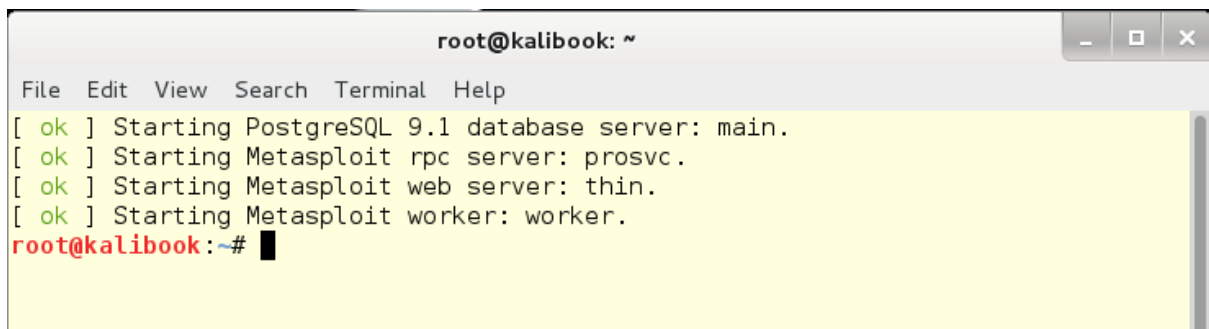 root@kalibook: ~
File Edit View Search Terminal Help
[ ok ] Starting PostgreSQL 9.1 database server: main.
[ ok ] Starting Metasploit rpc server: prosvc.
[ ok ] Starting Metasploit web server: thin.
[ ok ] Starting Metasploit worker: worker.
root@kalibook:~#